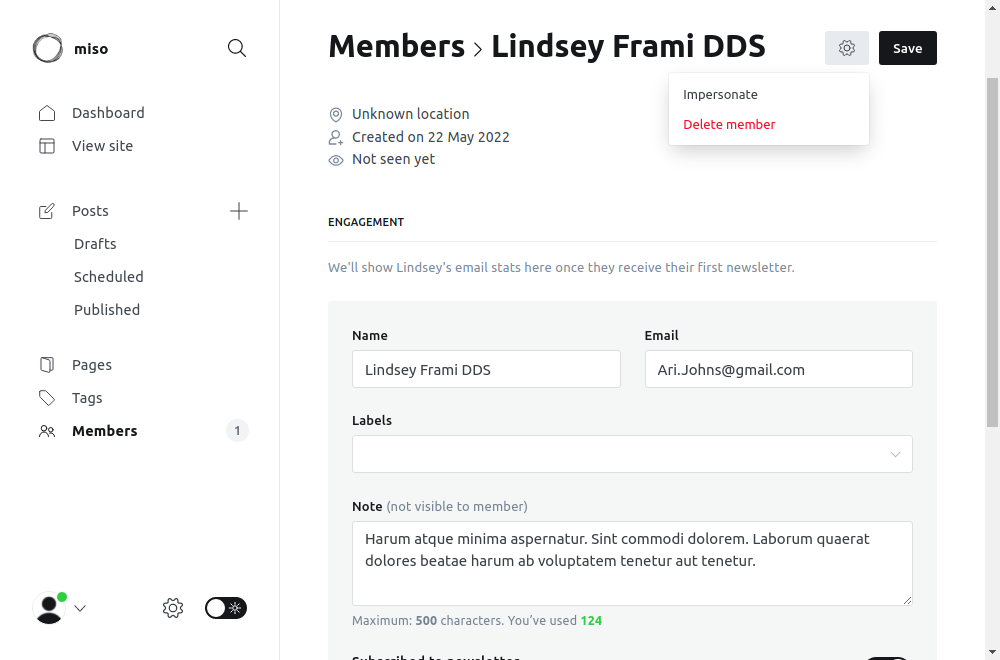 miso
Dashboard
View site
Posts
Drafts
Scheduled
Published
Pages
Tags
Members 1
Members > Lindsey Frami DDS
Save
Impersonate
Delete member
Unknown location
Created on 22 May 2022
Not seen yet
ENGAGEMENT
We'll show Lindsey's email stats here once they receive their first newsletter.
Name
Lindsey Frami DDS
Email
Ari.Johns@gmail.com
Labels
Note (not visible to member)
Harum atque minima aspernatur. Sint commodi dolorem. Laborum quaerat
dolores beatae harum ab voluptatem tenetur aut tenetur.
Maximum: 500 characters. You've used 124
Subscribed to newsletter